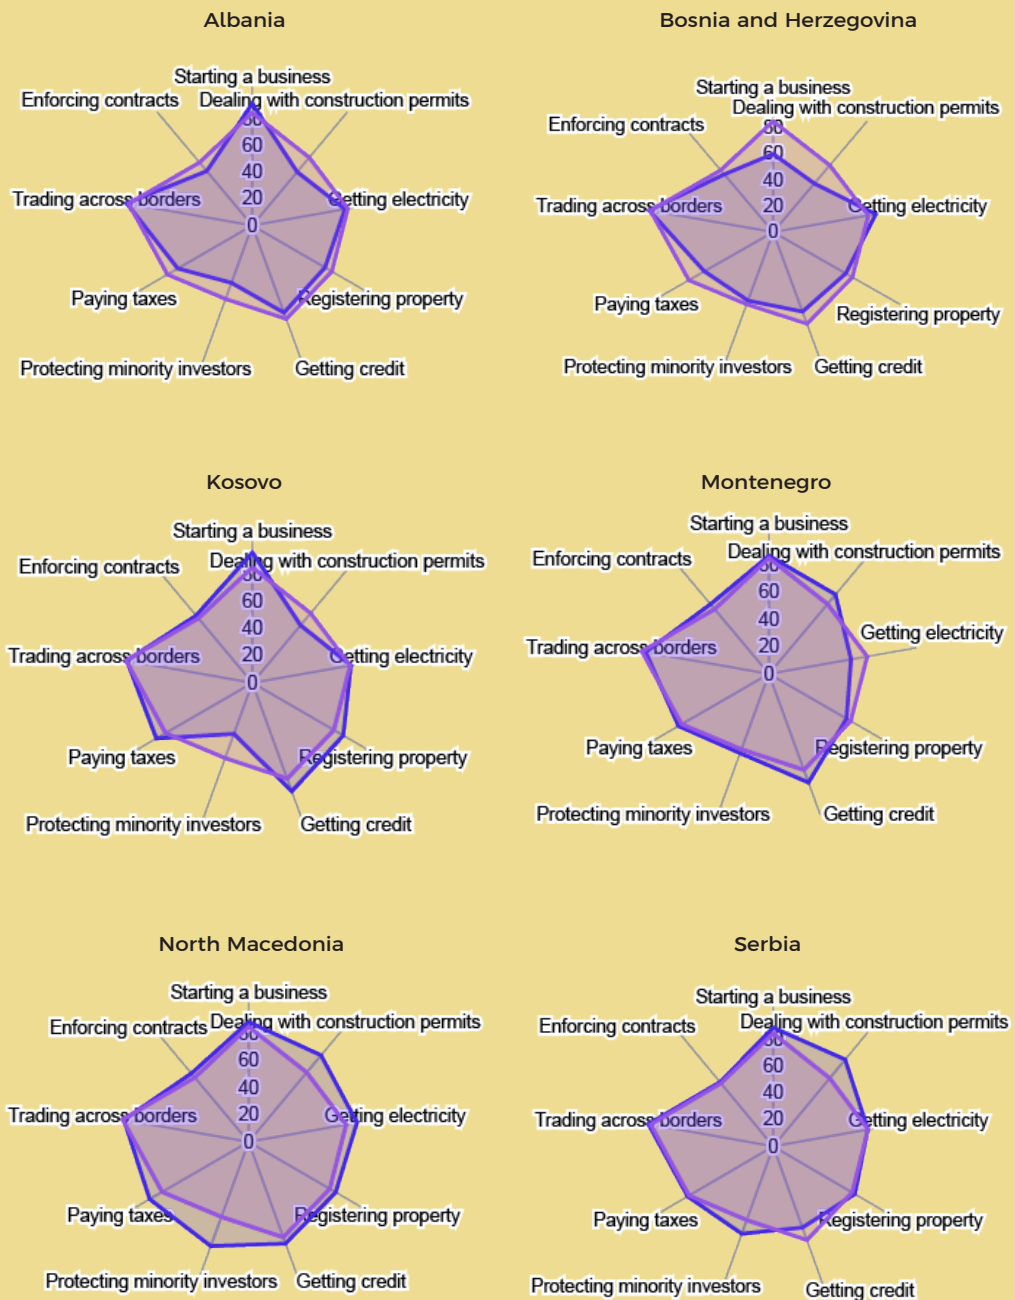 Albania
Starting a business
Enforcing contracts
Dealing with construction permits
80
60
40
Trading across borders
Getting electricity
20
0
Paying taxes
Registering property
Protecting minority investors
Getting credit
Bosnia and Herzegovina
Starting a business
Dealing with construction permits
Enforcing contracts
80
60
40
Trading across borders
Getting electricity
20
0
Paying taxes
Registering property
Protecting minority investors
Getting credit
Kosovo
Starting a business
Enforcing contracts
Dealing with construction permits
80
60
40
Trading across borders
Getting electricity
20
0
Paying taxes
Registering property
Protecting minority investors
Getting credit
Montenegro
Starting a business
Dealing with construction permits
Enforcing contracts
80
60
40
Getting electricity
Trading across borders
20
0
Paying taxes
Registering property
Protecting minority investors
Getting credit
North Macedonia
Starting a business
Enforcing contracts
Dealing with construction permits
80
60
40
Trading across borders
Getting electricity
20
0
Paying taxes
Registering property
Protecting minority investors
Getting credit
Serbia
Starting a business
Enforcing contracts
Dealing with construction permits
80
60
40
Trading across borders
Getting electricity
20
0
Paying taxes
Registering property
Protecting minority investors
Getting credit